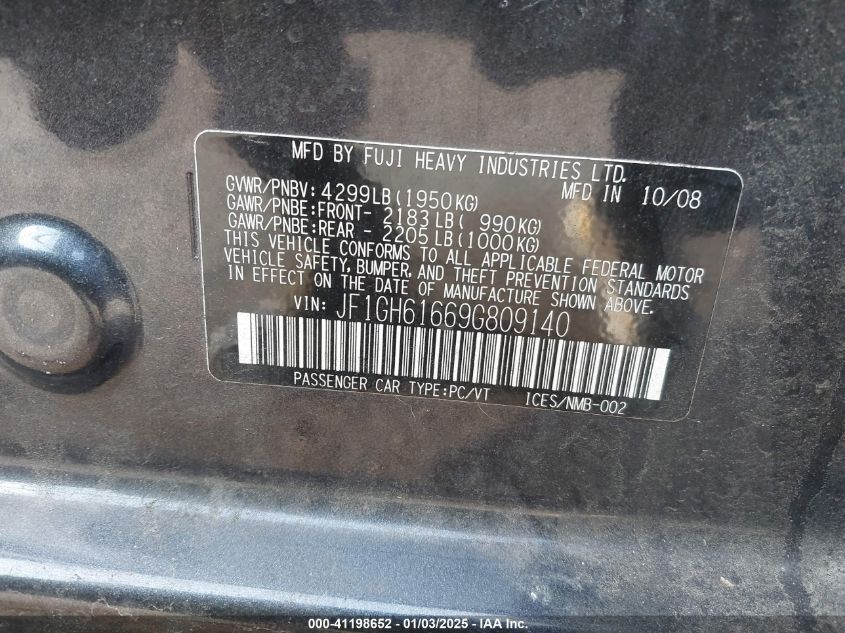 MFD BY FUJI HEAVY INDUSTRIES LTD.
MFD IN 10/08
GVWR/PNBV: 4299LB(1950KG)
GAWR/PNBE:FRONT- 2183LB( 990KG)
GAWR/PNBE:REAR - 2205LB(1000KG)
THIS VEHICLE CONFORMS TO ALL APPLICABLE FEDERAL MOTOR
VEHICLE SAFETY, BUMPER, AND THEFT PREVENTION STANDARDS
IN EFFECT ON THE DATE OF MANUFACTURE SHOWN ABOVE.
VIN: JF1GH61669G809140
PASSENGER CAR TYPE:PC/VT ICES/NMB-002
000-41198652 - 01/03/2025 - IAA Inc.